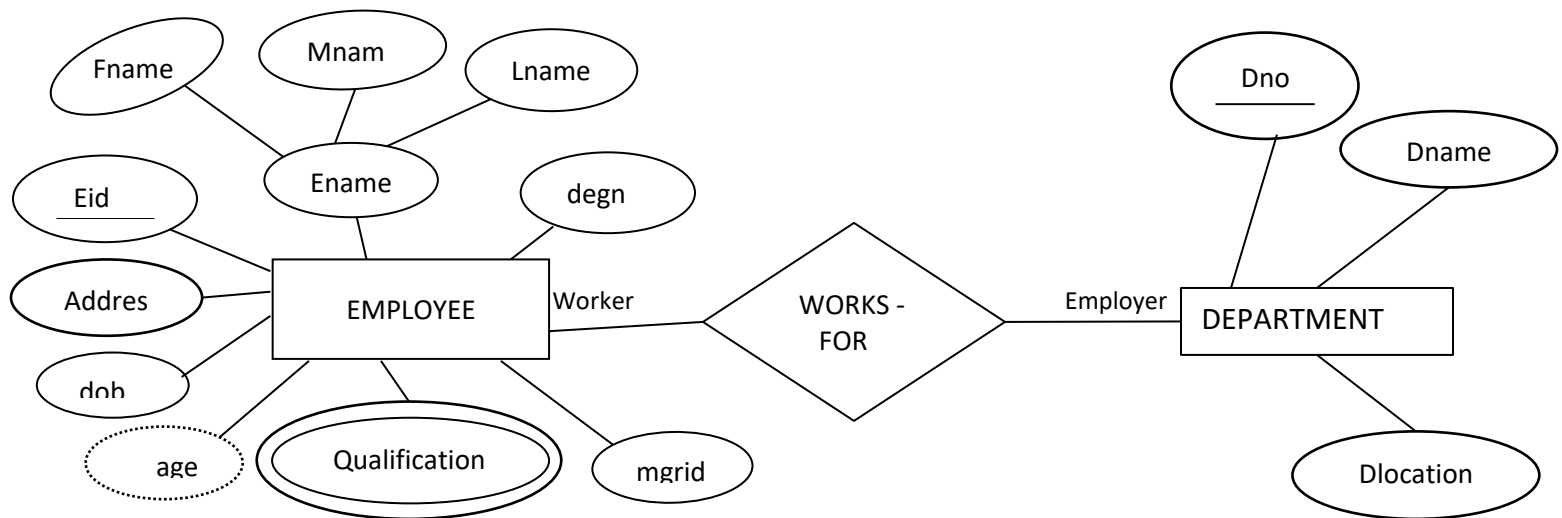 Fname
Mnam
Lname
Dno
Dname
Eid
Ename
degn
Addres
EMPLOYEE
Worker
WORKS -
FOR
Employer
DEPARTMENT
dob
age
Qualification
mgrid
Dlocation